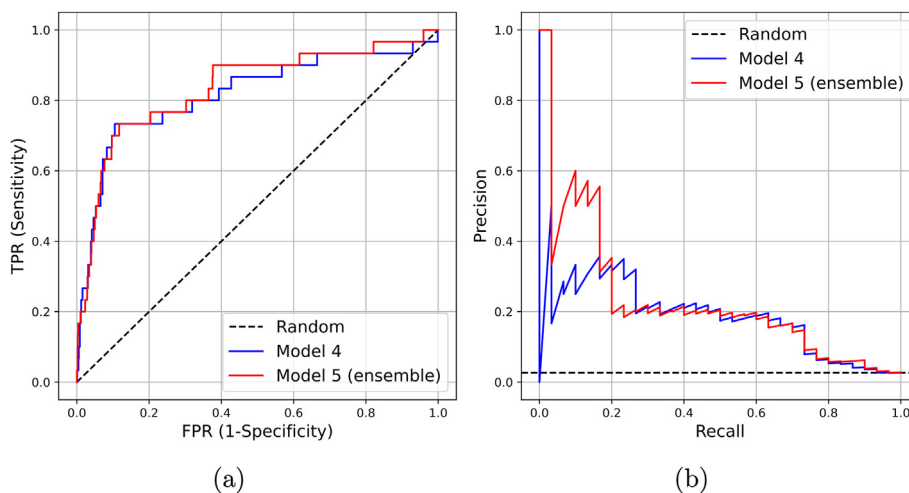 1.0
0.8
0.6
0.4
0.2
0.0
TPR (Sensitivity)
0.0 0.2 0.4 0.6 0.8 1.0
FPR (1-Specificity)
Random
Model 4
Model 5 (ensemble)
(a)
1.0
0.8
0.6
0.4
0.2
0.0
Precision
0.0 0.2 0.4 0.6 0.8 1.0
Recall
Random
Model 4
Model 5 (ensemble)
(b)